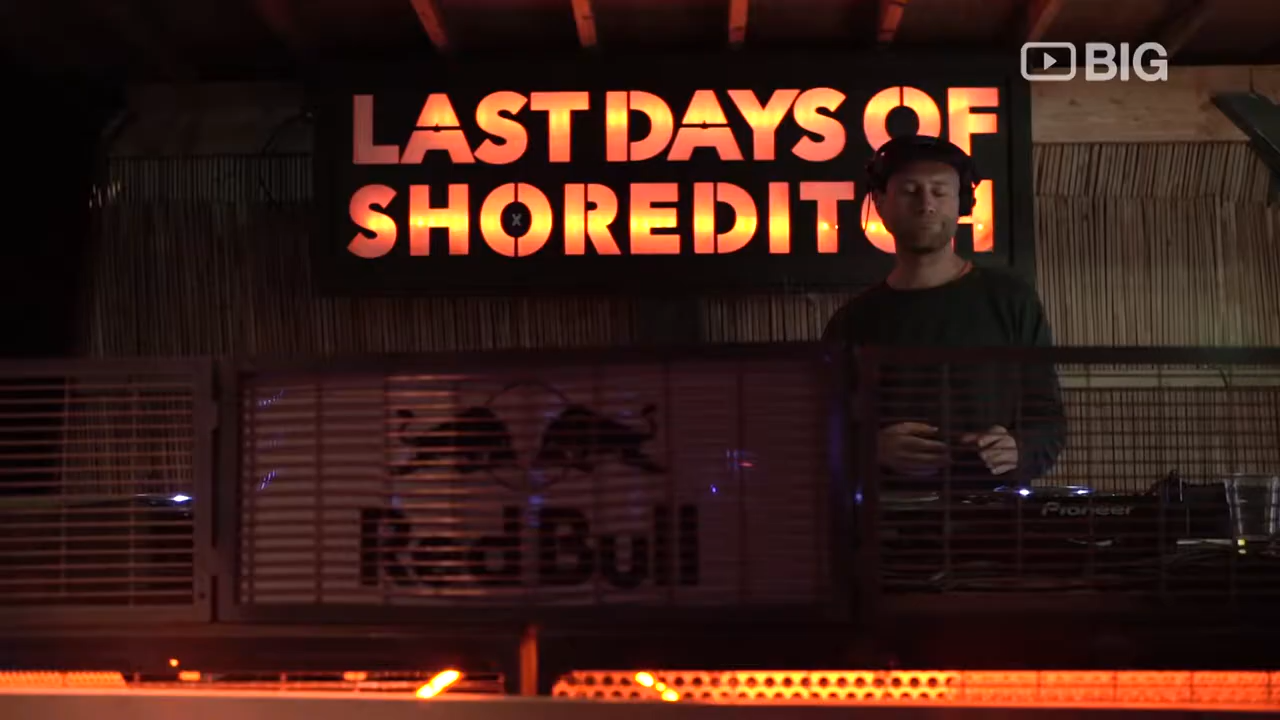 BIG
LAST DAYS OF
SHOREDITCH
X
Red Bull
Pioneer